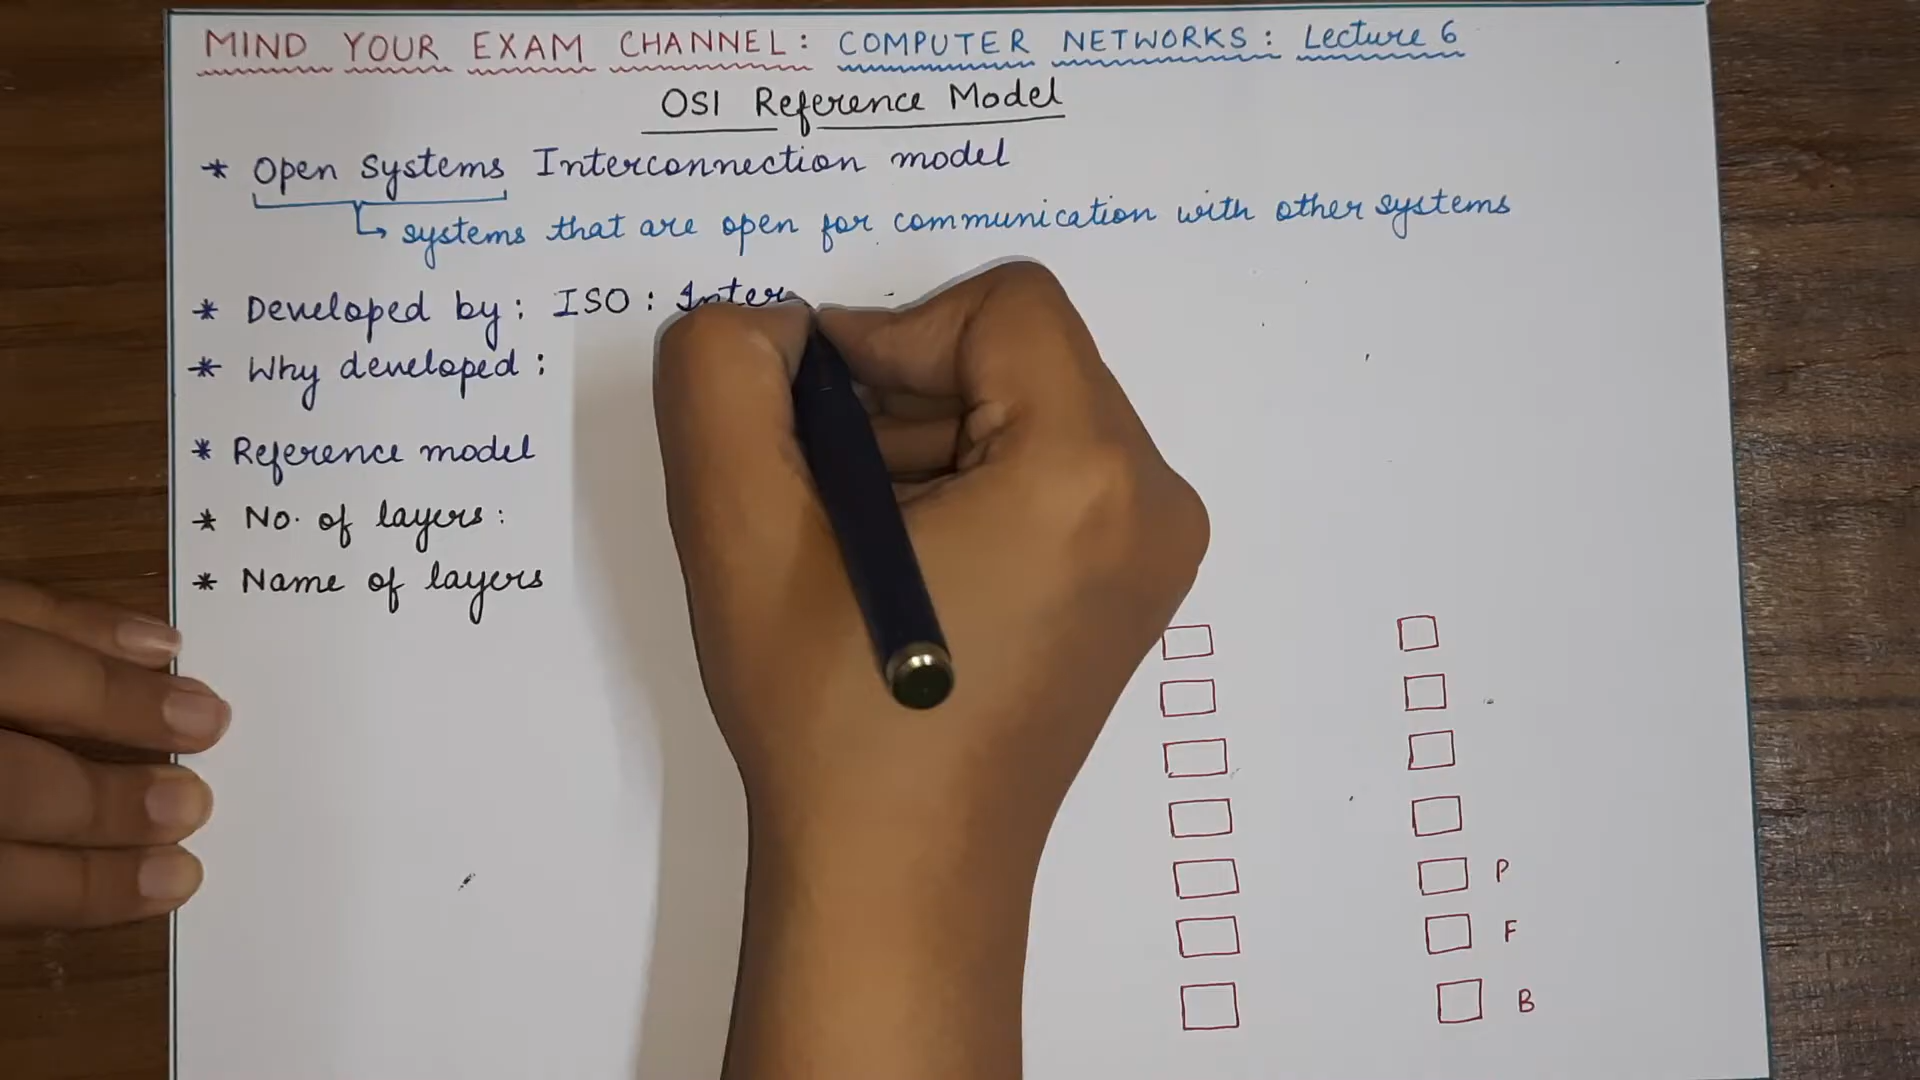 MIND YOUR EXAM CHANNEL: COMPUTER NETWORKS: Lecture 6
OSI Reference Model
* Open Systems Interconnection model
↳ systems that are open for communication with other systems
* Developed by: ISO: Inter
* Why developed:
* Reference model
* No. of layers:
* Name of layers
P
F
B